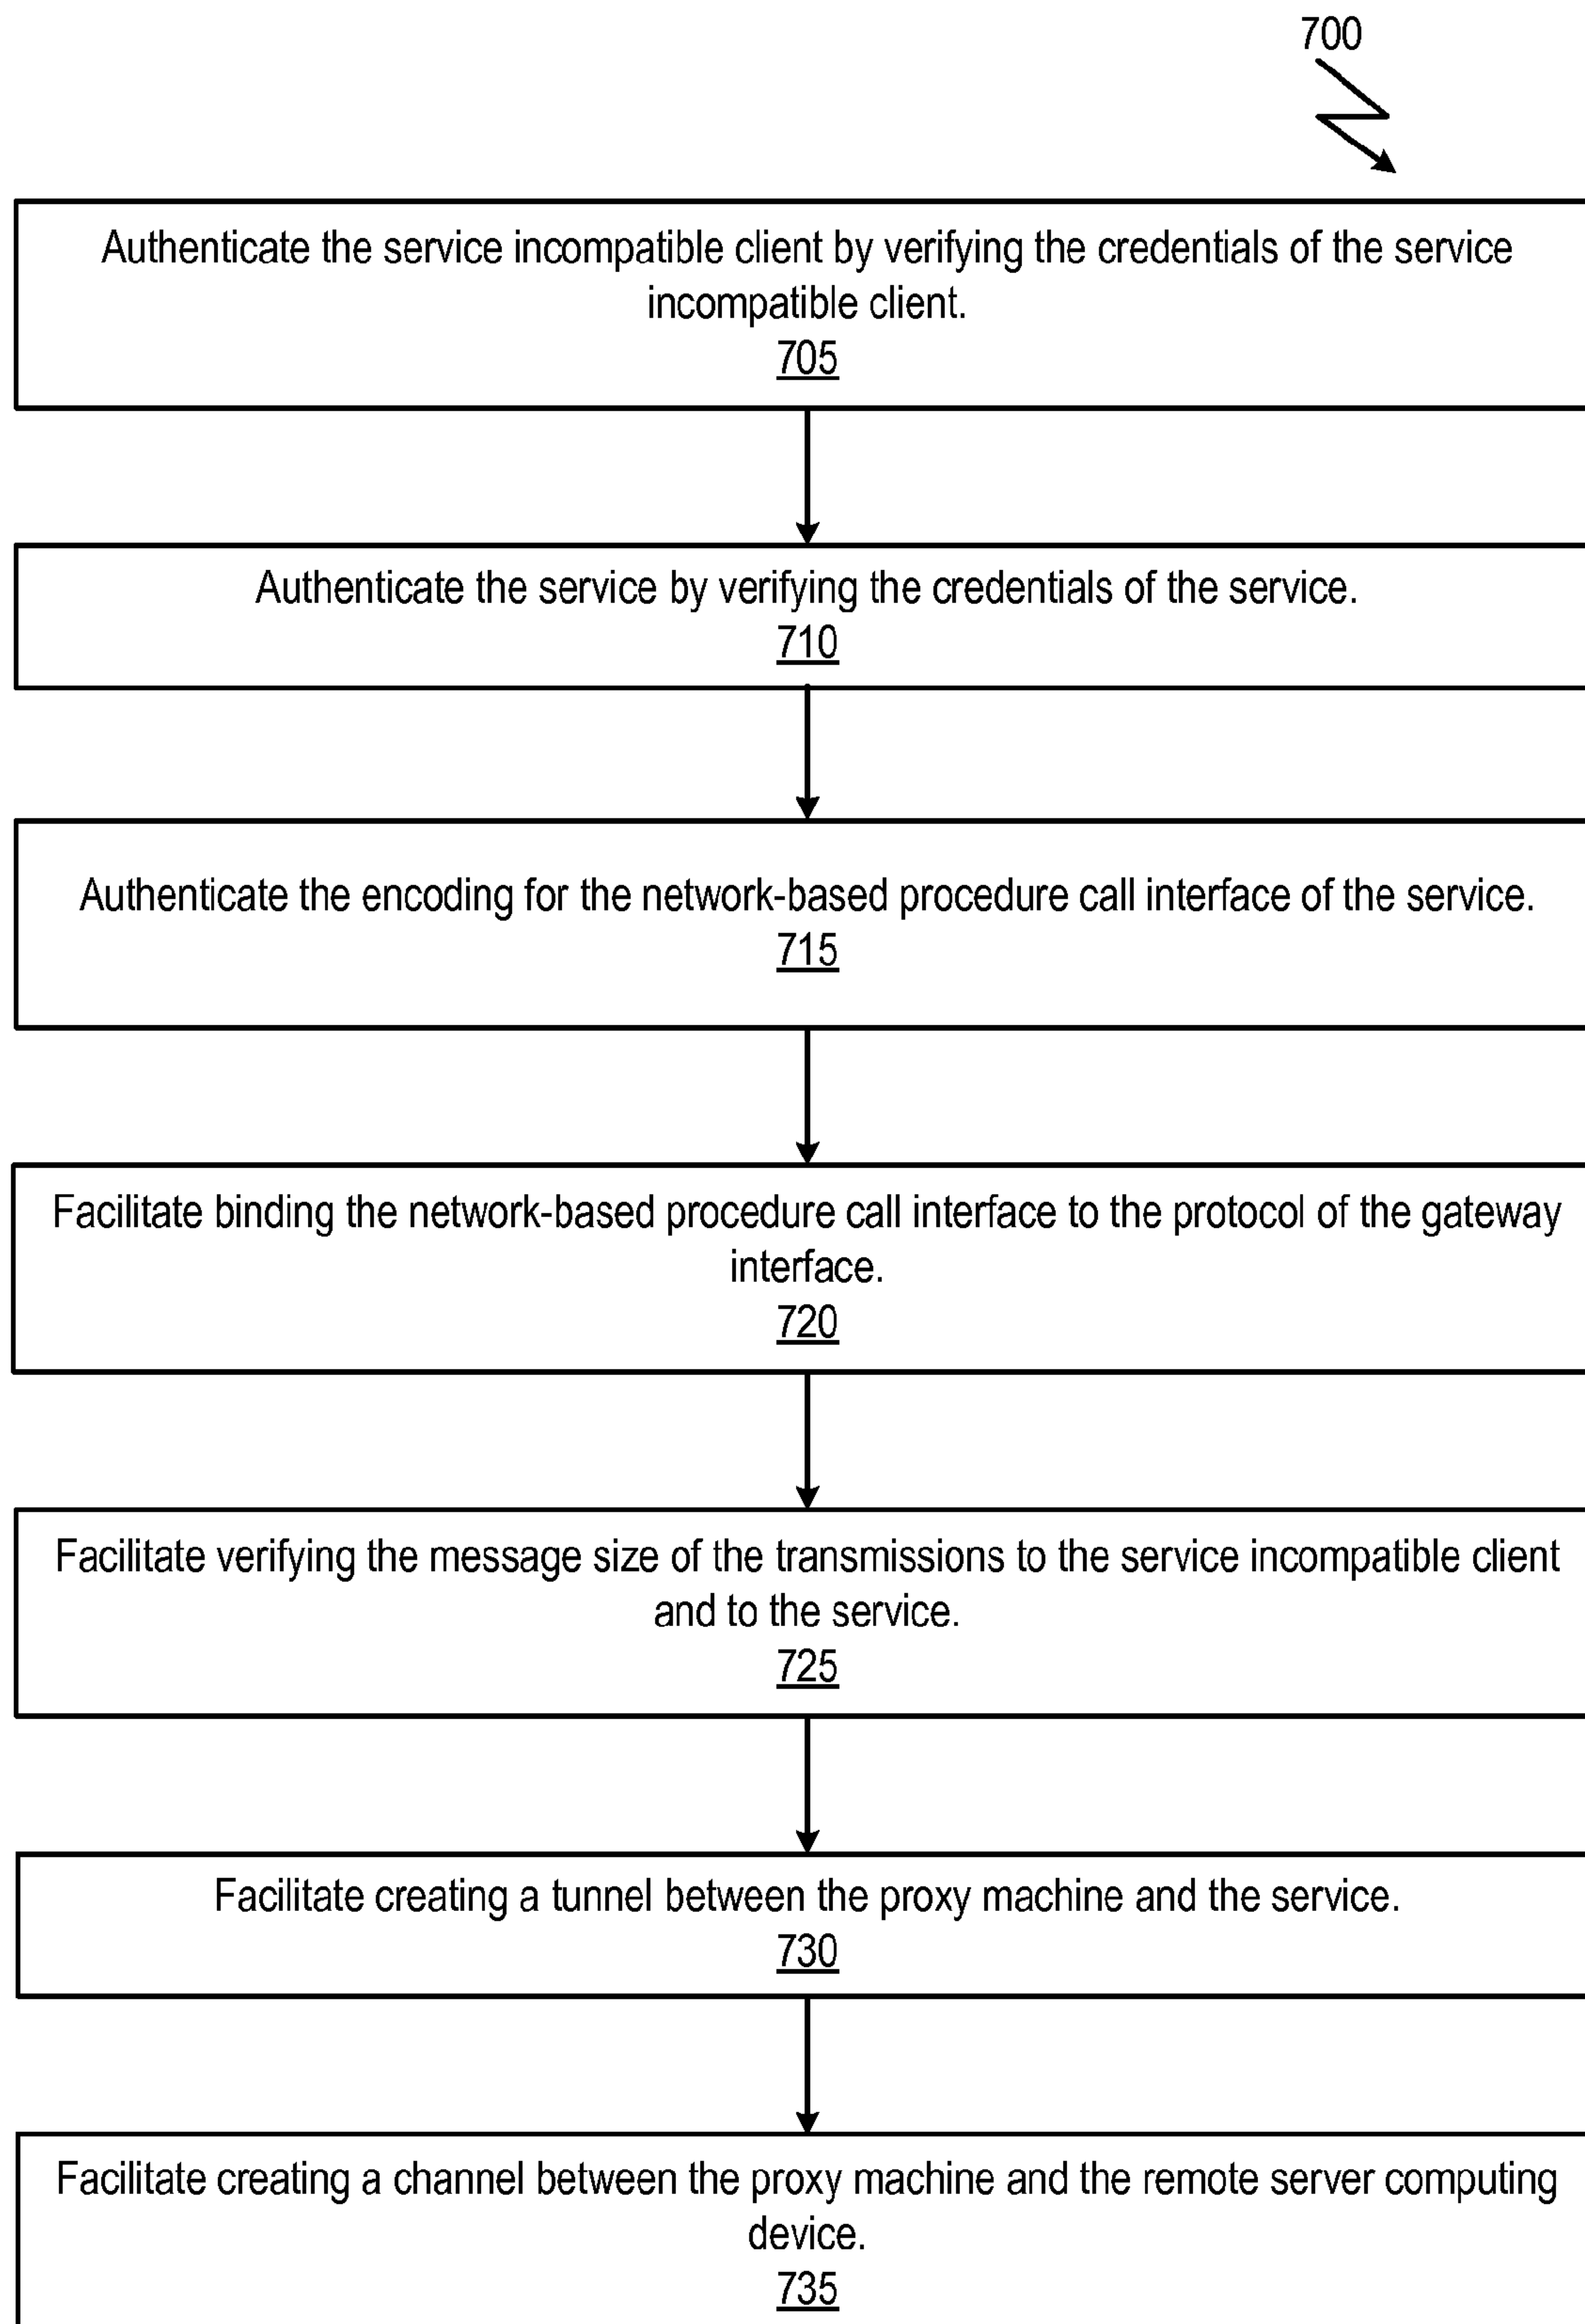 700
Authenticate the service incompatible client by verifying the credentials of the service
incompatible client.
705
Authenticate the service by verifying the credentials of the service.
710
Authenticate the encoding for the network-based procedure call interface of the service.
715
Facilitate binding the network-based procedure call interface to the protocol of the gateway
interface.
720
Facilitate verifying the message size of the transmissions to the service incompatible client
and to the service.
725
Facilitate creating a tunnel between the proxy machine and the service.
730
Facilitate creating a channel between the proxy machine and the remote server computing
device.
735